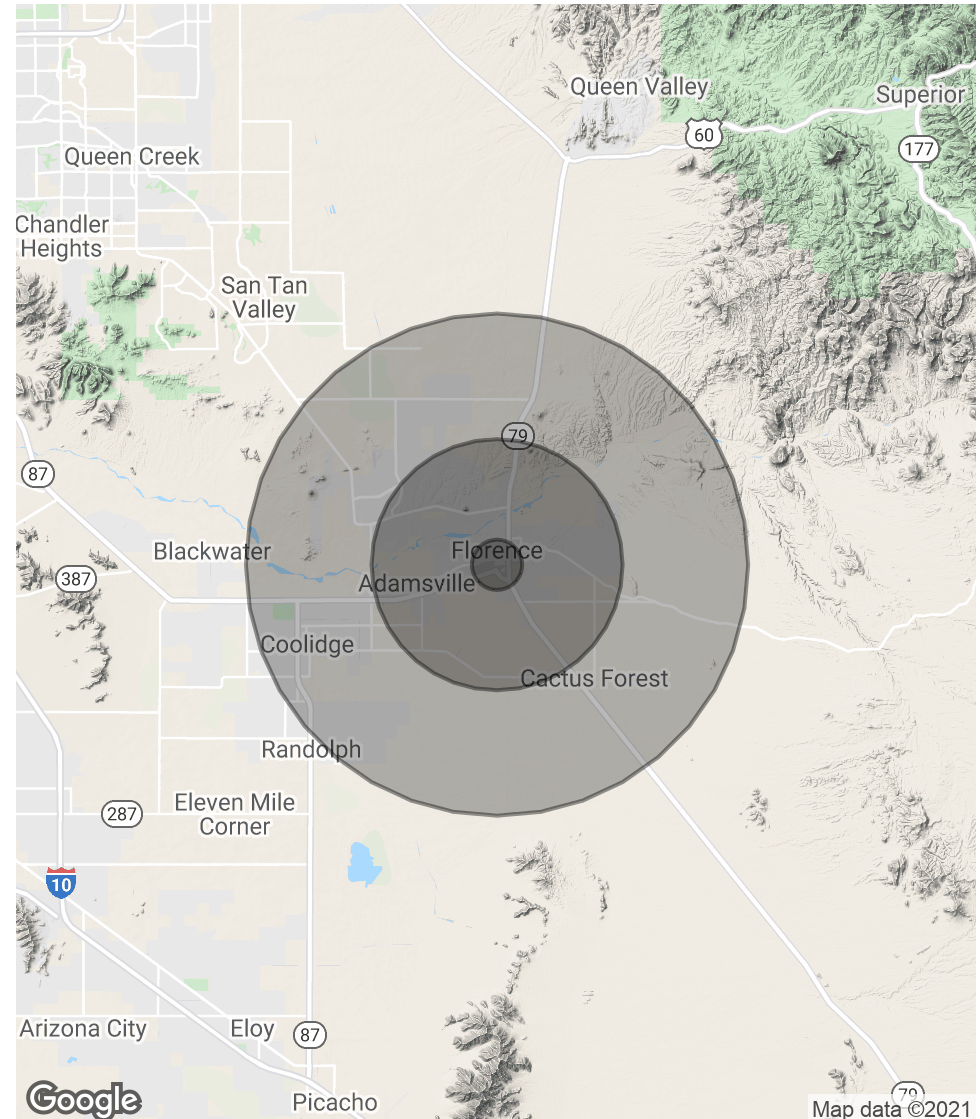 Queen Valley
Superior
60
177
Queen Creek
Chandler
Heights
San Tan
Valley
79
87
Blackwater
Florence
387
Adamsville
Coolidge
Cactus Forest
Randolph
Eleven Mile
Corner
287
10
Arizona City
Eloy
87
Google
Picacho
79
Map data ©2021